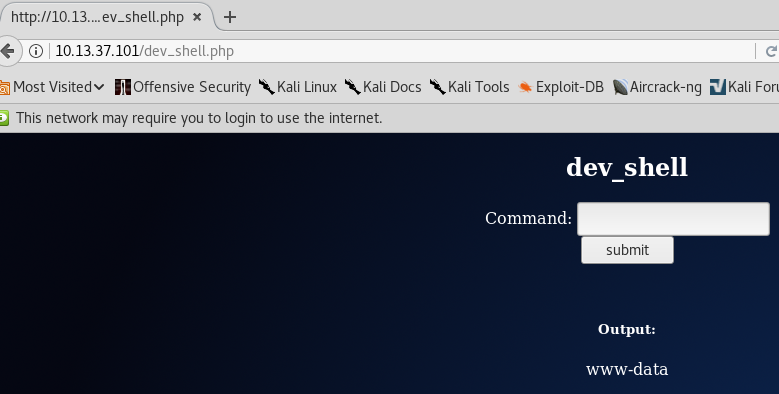 http://10.13....ev_shell.php
10.13.37.101/dev_shell.php
Most Visited Offensive Security Kali Linux Kali Docs Kali Tools Exploit-DB Aircrack-ng Kali Foru
This network may require you to login to use the internet.
dev_shell
Command:
submit
Output:
www-data